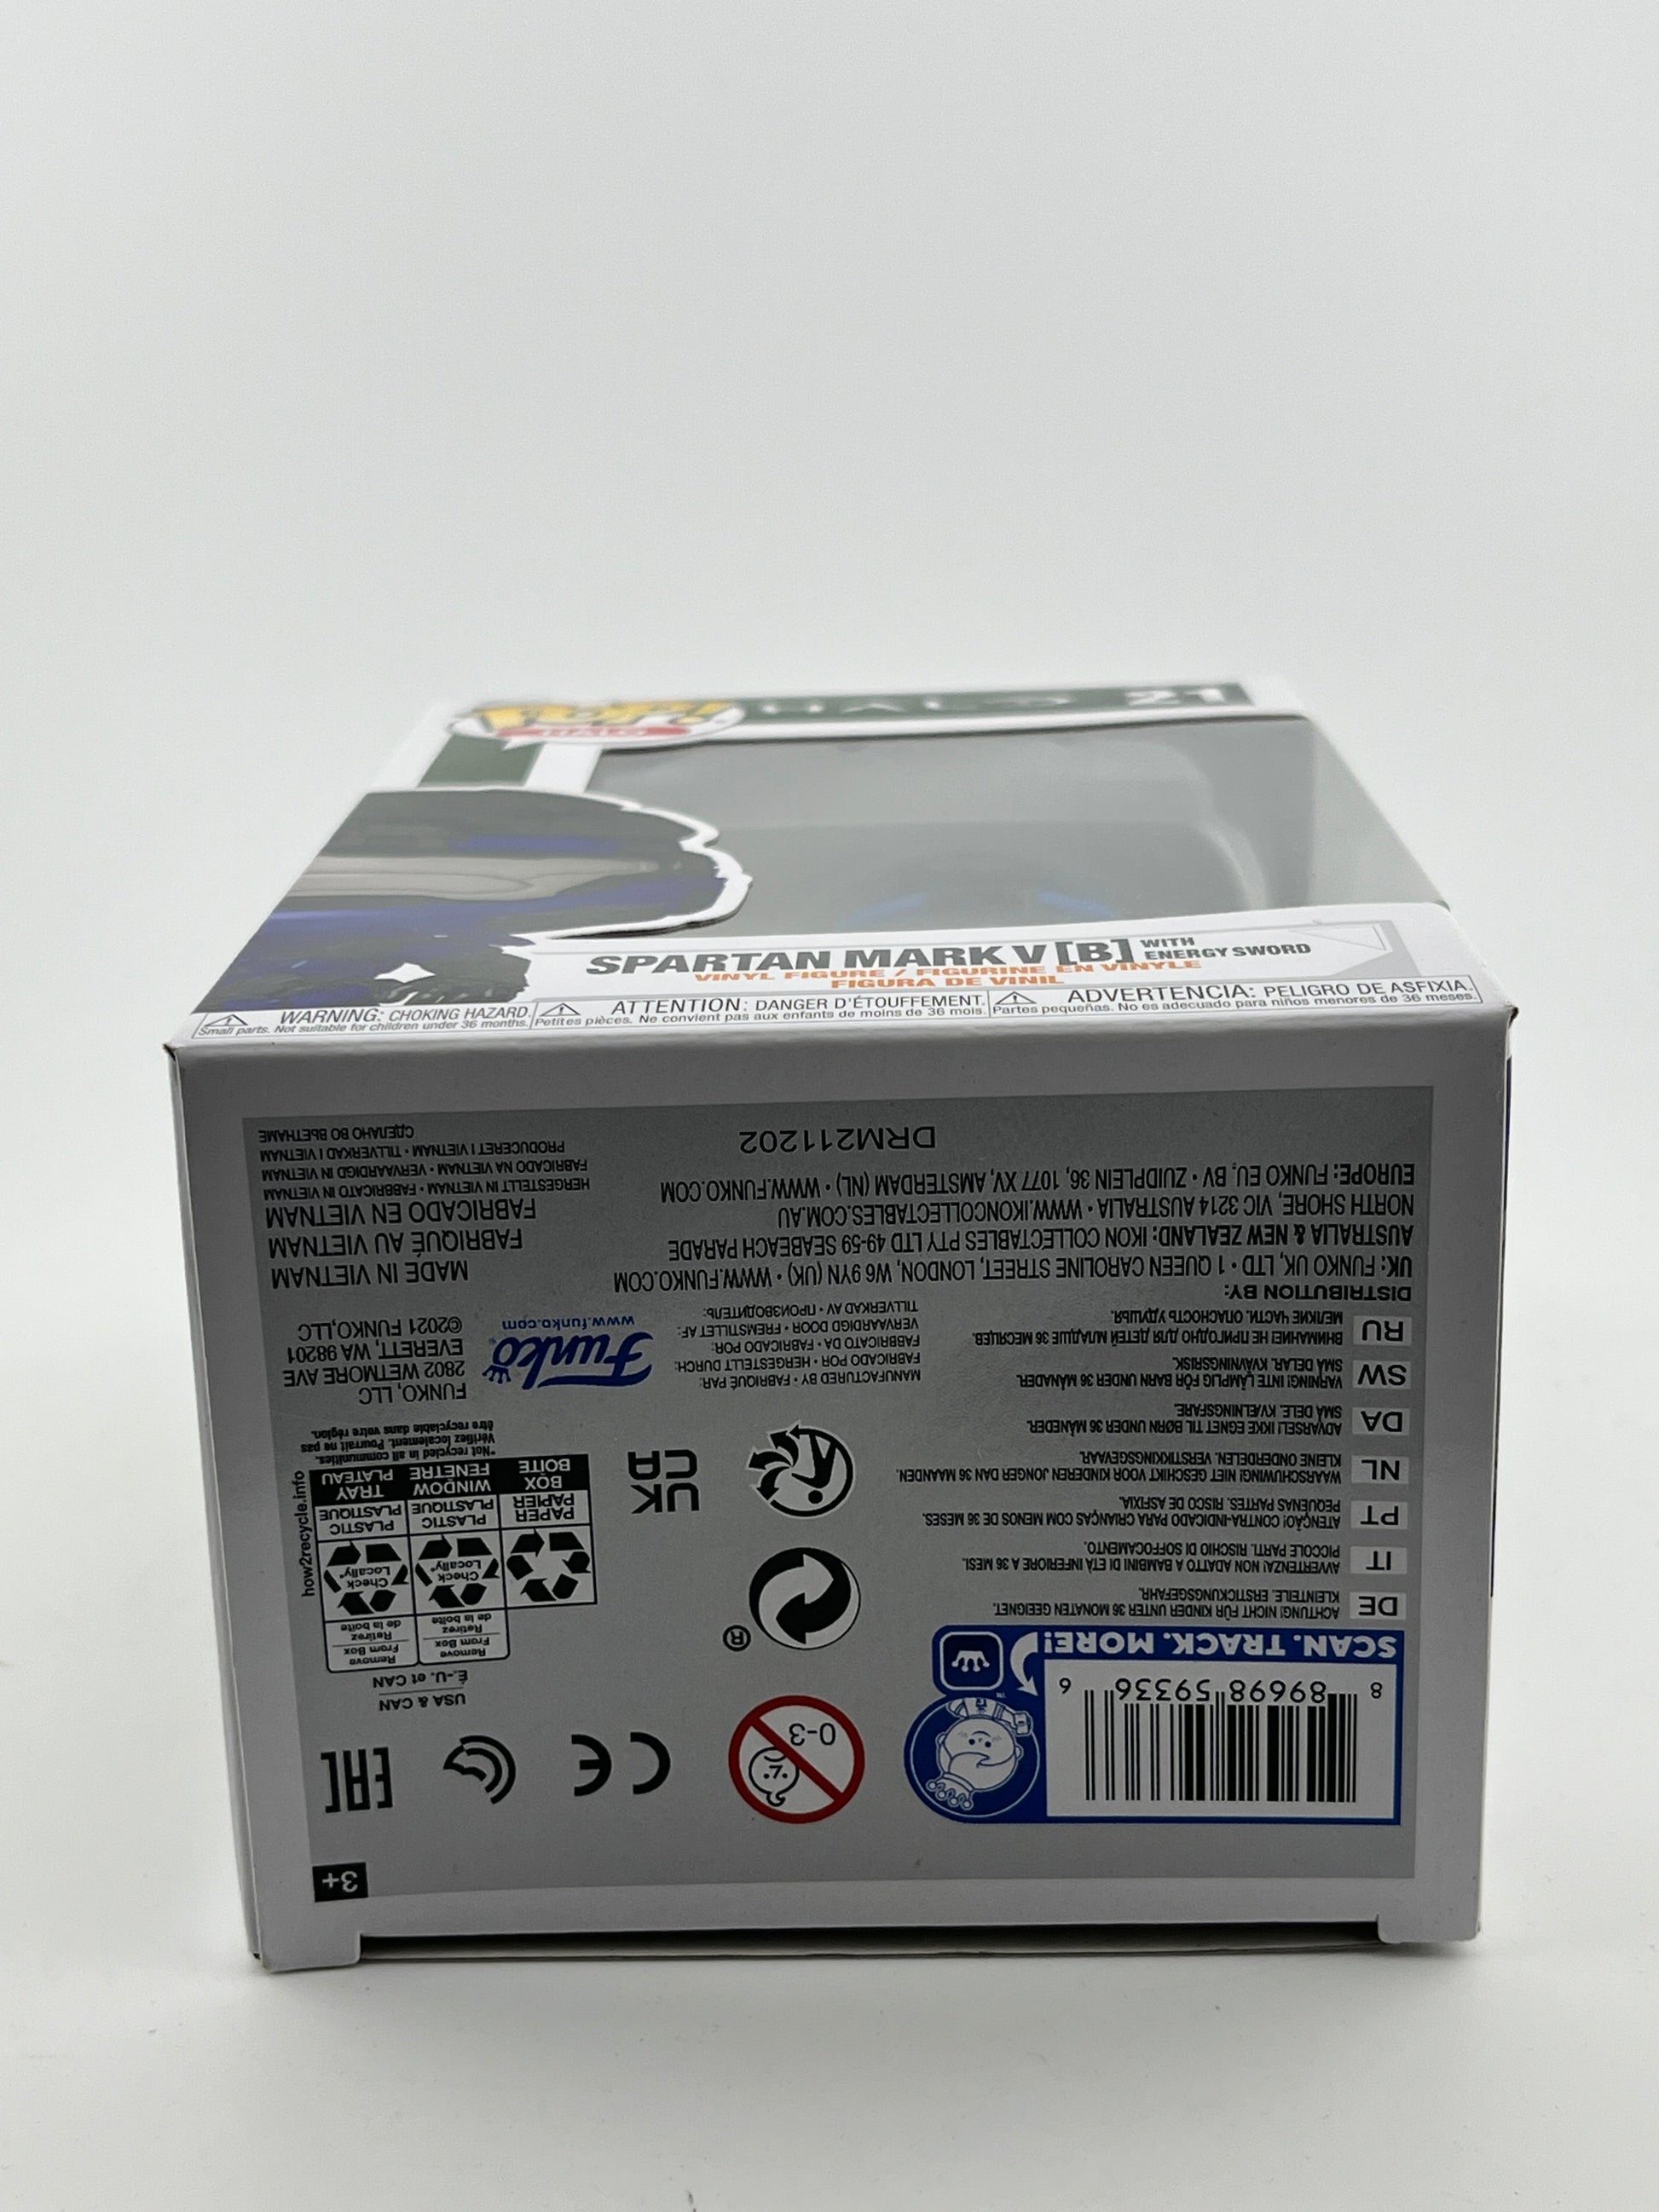 POP!
HALO
HALO
21
SPARTAN MARK V [B] WITH ENERGY SWORD
VINYL FIGURE / FIGURINE EN VINYLE
FIGURA DE VINIL
WARNING: CHOKING HAZARD.
Small parts. Not suitable for children under 36 months.
ATTENTION: DANGER D'ÉTOUFFEMENT.
Petites pièces. Ne convient pas aux enfants de moins de 36 mois.
ADVERTENCIA: PELIGRO DE ASFIXIA.
Partes pequeñas. No es adecuado para niños menores de 36 meses.
8 89698 59336 6
SCAN. TRACK. MORE!
0-3
CE
EAC
3+
USA & CAN
É.-U. et CAN
Remove
From Box
Retirez
de la boîte
Remove
From Box
Retirez
de la boîte
Check
Locally*
Check
Locally*
PAPER
PAPIER
PLASTIC
PLASTIQUE
PLASTIC
PLASTIQUE
BOX
BOÎTE
WINDOW
FENÊTRE
TRAY
PLATEAU
how2recycle.info
*Not recycled in all communities.
Vérifiez localement. Pourrait ne pas
être recyclable dans votre région.
®
UK
CA
DE
ACHTUNG! NICHT FÜR KINDER UNTER 36 MONATEN GEEIGNET.
KLEINTEILE. ERSTICKUNGSGEFAHR.
IT
AVVERTENZA! NON ADATTO A BAMBINI DI ETÀ INFERIORE A 36 MESI.
PICCOLE PARTI. RISCHIO DI SOFFOCAMENTO.
PT
ATENÇÃO! CONTRA-INDICADO PARA CRIANÇAS COM MENOS DE 36 MESES.
PEQUENAS PARTES. RISCO DE ASFIXIA.
NL
WAARSCHUWING! NIET GESCHIKT VOOR KINDEREN JONGER DAN 36 MAANDEN.
KLEINE ONDERDELEN. VERSTIKKINGSGEVAAR.
DA
ADVARSEL! IKKE EGNET TIL BØRN UNDER 36 MÅNEDER.
SMÅ DELE. KVÆLNINGSFARE.
SW
VARNING! INTE LÄMPLIG FÖR BARN UNDER 36 MÅNADER.
SMÅ DELAR. KVÄVNINGSRISK.
RU
ВНИМАНИЕ! НЕ ПРИГОДНО ДЛЯ ДЕТЕЙ МЛАДШЕ 36 МЕСЯЦЕВ.
МЕЛКИЕ ЧАСТИ. ОПАСНОСТЬ УДУШЬЯ.
MANUFACTURED BY • FABRIQUÉ PAR:
FABRICADO POR • HERGESTELLT DURCH:
FABBRICATO DA • FABRICADO POR:
VERVAARDIGD DOOR • FREMSTILLET AF:
TILLVERKAD AV • ПРОИЗВОДИТЕЛЬ:
Funko®
www.funko.com
FUNKO, LLC
2802 WETMORE AVE
EVERETT, WA 98201
©2021 FUNKO, LLC
DISTRIBUTION BY:
UK: FUNKO UK, LTD • 1 QUEEN CAROLINE STREET, LONDON, W6 9YN (UK) • WWW.FUNKO.COM
AUSTRALIA & NEW ZEALAND: IKON COLLECTABLES PTY LTD 49-59 SEABEACH PARADE
NORTH SHORE, VIC 3214 AUSTRALIA • WWW.IKONCOLLECTABLES.COM.AU
EUROPE: FUNKO EU, BV • ZUIDPLEIN 36, 1077 XV, AMSTERDAM (NL) • WWW.FUNKO.COM
MADE IN VIETNAM
FABRIQUÉ AU VIETNAM
FABRICADO EN VIETNAM
HERGESTELLT IN VIETNAM • FABBRICATO IN VIETNAM
FABRICADO NA VIETNAM • VERVAARDIGD IN VIETNAM
PRODUCERET I VIETNAM • TILLVERKAD I VIETNAM
СДЕЛАНО ВО ВЬЕТНАМЕ
DRM211202